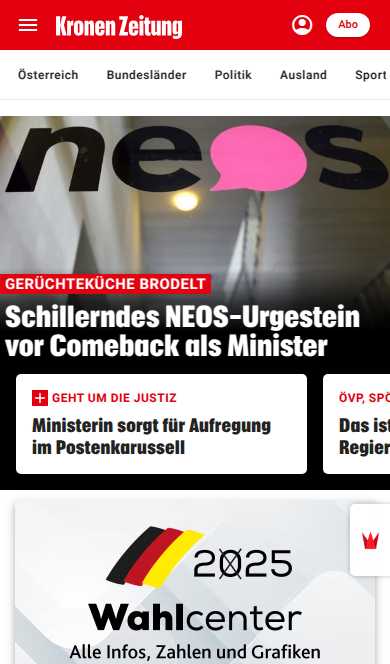 Kronen Zeitung
Abo
Österreich Bundesländer Politik Ausland Sport
neos
GERÜCHTEKÜCHE BRODELT
Schillerndes NEOS-Urgestein
vor Comeback als Minister
GEHT UM DIE JUSTIZ
Ministerin sorgt für Aufregung
im Postenkarussell
ÖVP, SPÖ
Das ist
Regier
2025
Wahlcenter
Alle Infos, Zahlen und Grafiken